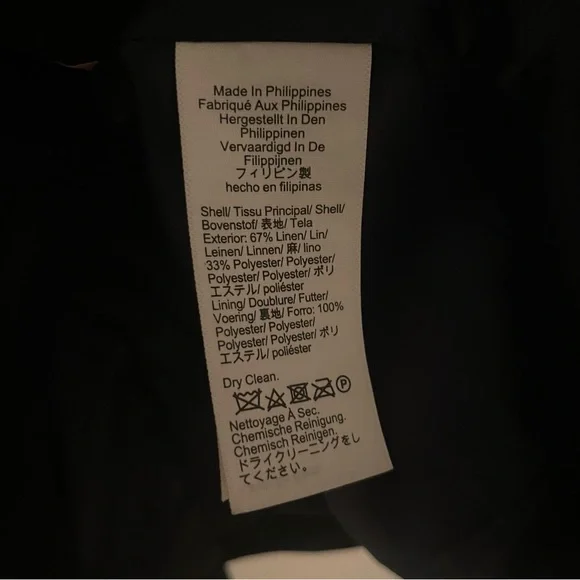 Made In Philippines
Fabriqué Aux Philippines
Hergestellt In Den
Philippinen
Vervaardigd In De
Filippijnen
フィリピン製
hecho en filipinas
Shell/ Tissu Principal/ Shell/
Bovenstof/ 表地/ Tela
Exterior: 67% Linen/ Lin/
Leinen/ Linnen/ 麻/ lino
33% Polyester/ Polyester/
Polyester/ Polyester/ ポリ
エステル/ poliéster
Lining/ Doublure/ Futter/
Voering/ 裏地/ Forro: 100%
Polyester/ Polyester/
Polyester/ Polyester/ ポリ
エステル/ poliéster
Dry Clean.
P
Nettoyage À Sec.
Chemische Reinigung.
Chemisch Reinigen.
ドライクリーニングをし
てください。